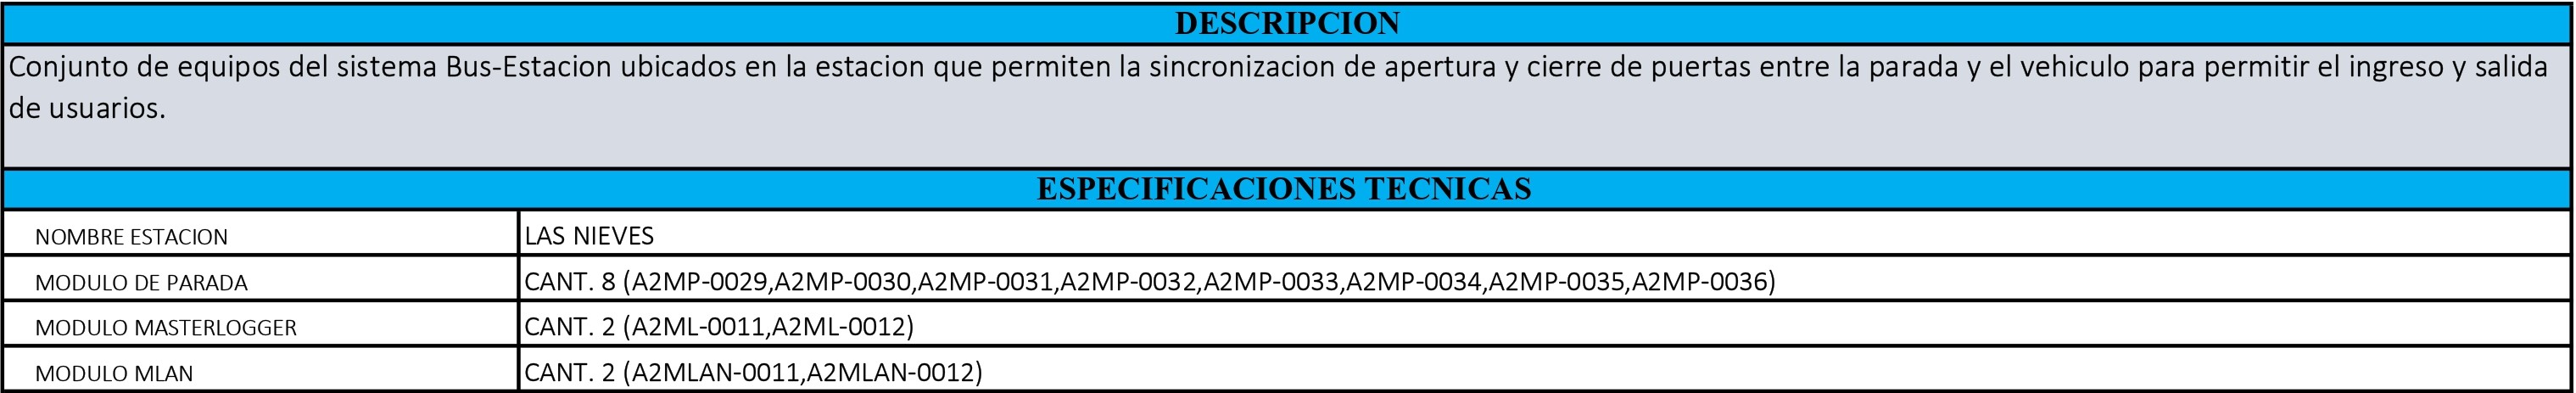 DESCRIPCION
Conjunto de equipos del sistema Bus-Estacion ubicados en la estacion que permiten la sincronizacion de apertura y cierre de puertas entre la parada y el vehiculo para permitir el ingreso y salida
de usuarios.
ESPECIFICACIONES TECNICAS
NOMBRE ESTACION LAS NIEVES
MODULO DE PARADA CANT. 8 (A2MP-0029,A2MP-0030,A2MP-0031,A2MP-0032,A2MP-0033,A2MP-0034,A2MP-0035,A2MP-0036)
MODULO MASTERLOGGER CANT. 2 (A2ML-0011,A2ML-0012)
MODULO MLAN CANT. 2 (A2MLAN-0011,A2MLAN-0012)